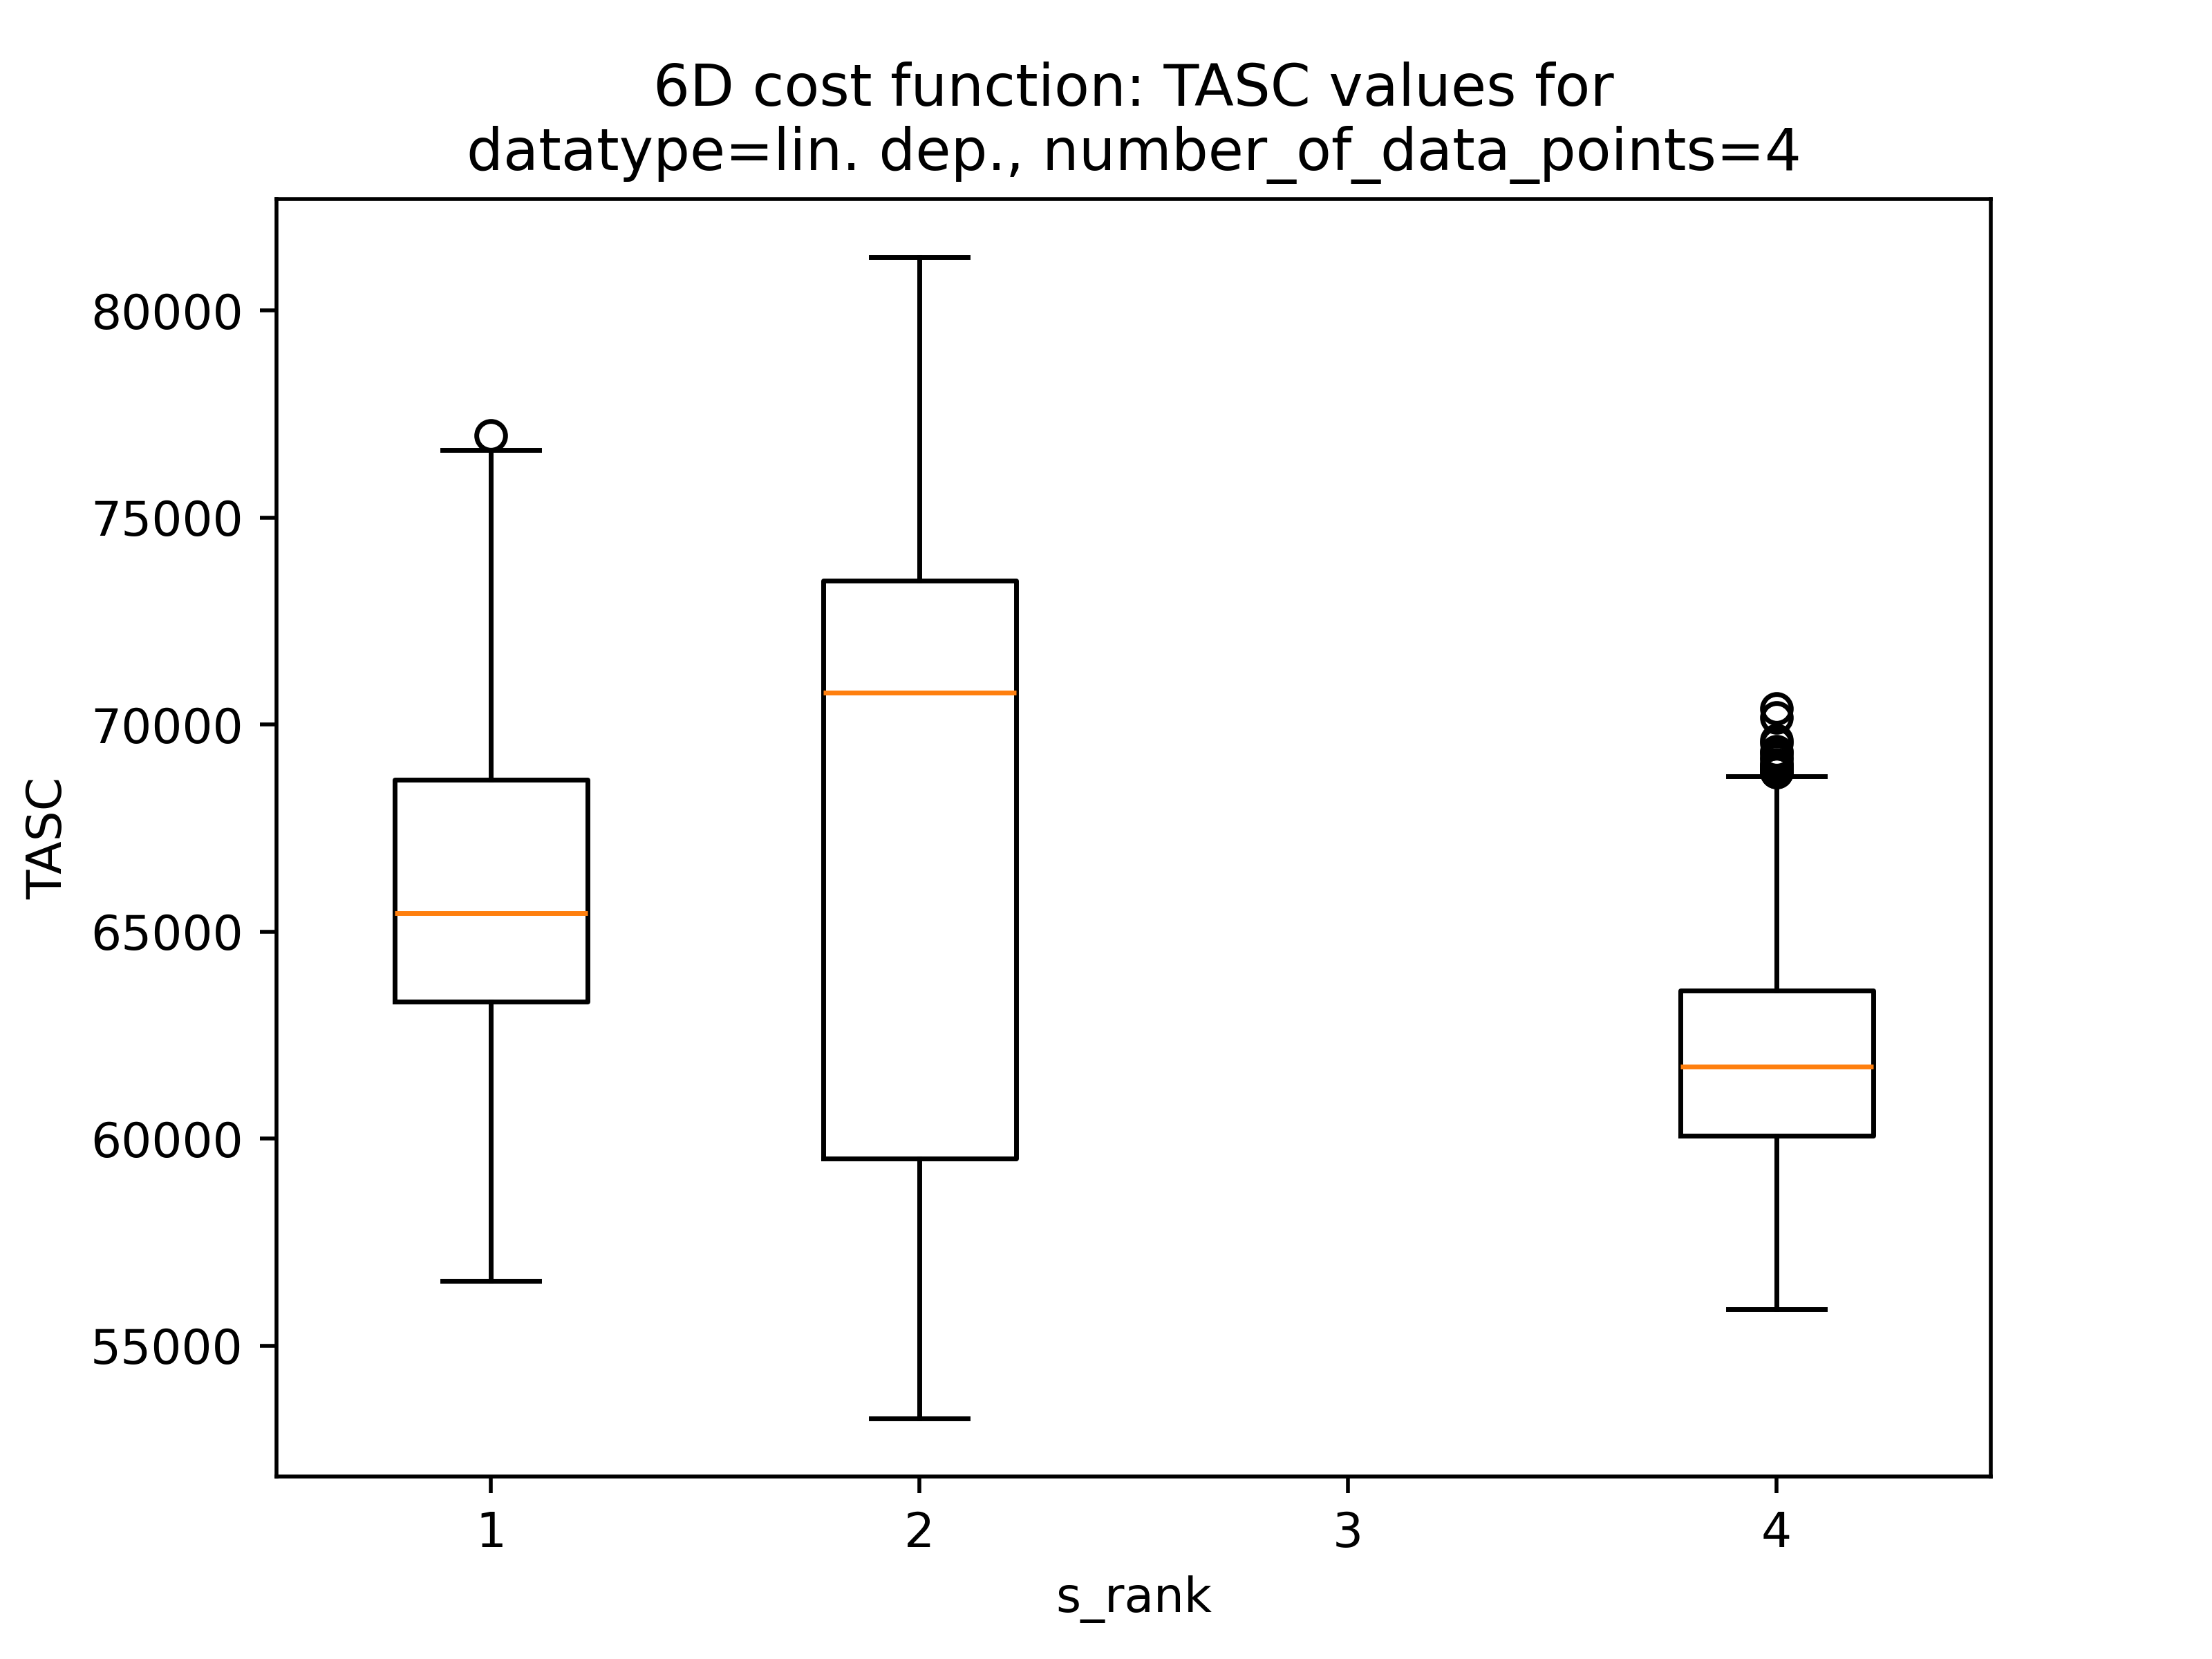 6D cost function: TASC values for
datatype=lin. dep., number_of_data_points=4
80000
75000
70000
65000
60000
55000
TASC
1 2 3 4
s_rank